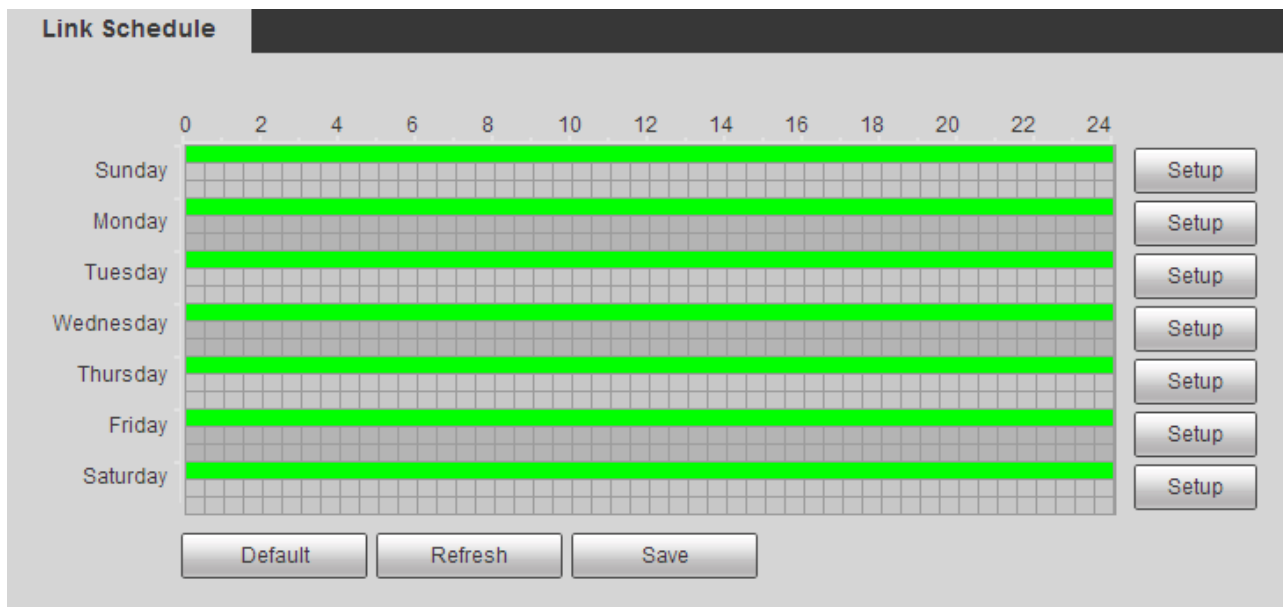 Link Schedule
0 2 4 6 8 10 12 14 16 18 20 22 24
Sunday Setup
Monday Setup
Tuesday Setup
Wednesday Setup
Thursday Setup
Friday Setup
Saturday Setup
Default Refresh Save